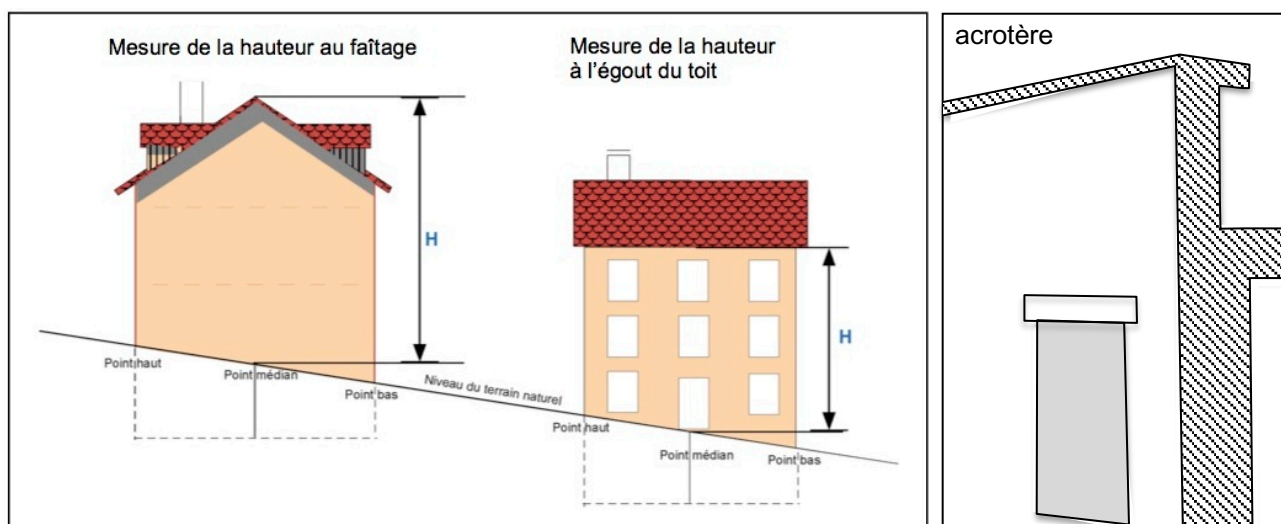 Mesure de la hauteur au faîtage
Mesure de la hauteur
à l’égout du toit
acrotère
H
H
Point haut
Point médian
Point bas
Niveau du terrain naturel
Point haut
Point médian
Point bas